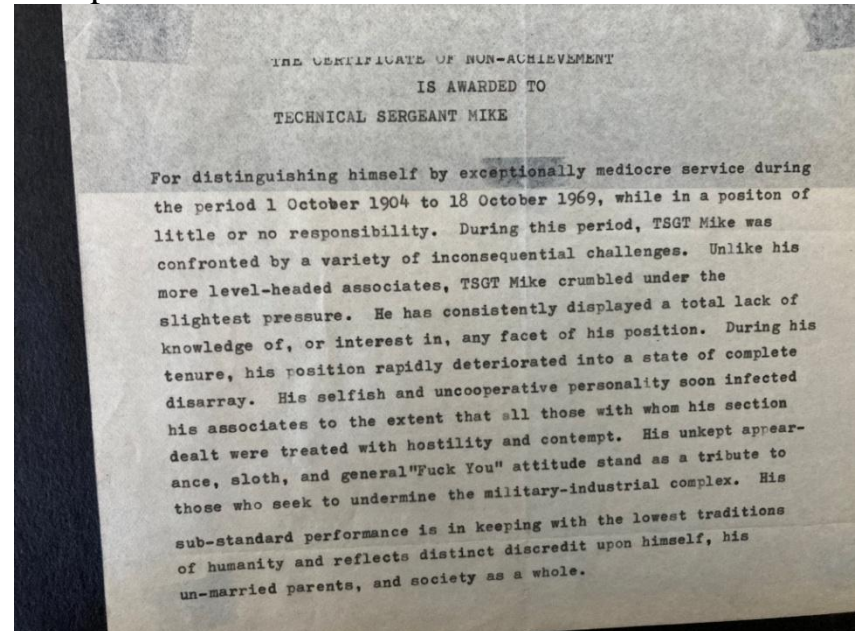 THE CERTIFICATE OF NON-ACHIEVEMENT
IS AWARDED TO
TECHNICAL SERGEANT MIKE
For distinguishing himself by exceptionally mediocre service during
the period 1 October 1904 to 18 October 1969, while in a positon of
little or no responsibility. During this period, TSGT Mike was
confronted by a variety of inconsequential challenges. Unlike his
more level-headed associates, TSGT Mike crumbled under the
slightest pressure. He has consistently displayed a total lack of
knowledge of, or interest in, any facet of his position. During his
tenure, his position rapidly deteriorated into a state of complete
disarray. His selfish and uncooperative personality soon infected
his associates to the extent that all those with whom his section
dealt were treated with hostility and contempt. His unkept appear-
ance, sloth, and general"Fuck You" attitude stand as a tribute to
those who seek to undermine the military-industrial complex. His
sub-standard performance is in keeping with the lowest traditions
of humanity and reflects distinct discredit upon himself, his
un-married parents, and society as a whole.